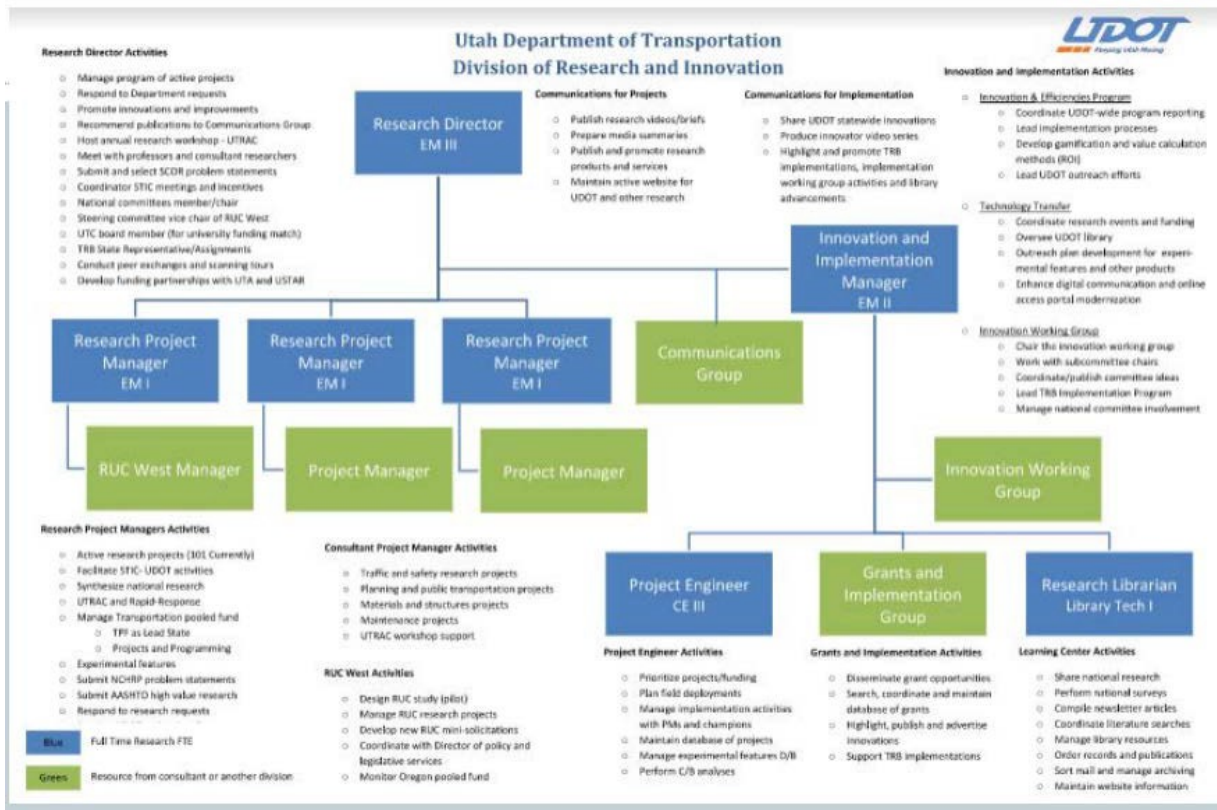 Utah Department of Transportation
Division of Research and Innovation
UDOT
Keeping Utah Moving
Research Director Activities
Manage program of active projects
Respond to Department requests
Promote innovations and improvements
Recommend publications to Communications Group
Host annual research workshop - UTRAC
Meet with professors and consultant researchers
Submit and select SCOR problem statements
Coordinator STIC meetings and incentives
National committees member/chair
Steering committee vice chair of RUC West
UTC board member (for university funding match)
TRB State Representative/Assignments
Conduct peer exchanges and scanning tours
Develop funding partnerships with UTA and USTAR
Research Director
EM III
Communications for Projects
Publish research videos/briefs
Prepare media summaries
Publish and promote research
products and services
Maintain active website for
UDOT and other research
Communications for Implementation
Share UDOT statewide innovations
Produce innovator video series
Highlight and promote TRB
implementations, implementation
working group activities and library
advancements
Innovation and Implementation Activities
Innovation & Efficiencies Program
Coordinate UDOT-wide program reporting
Lead implementation processes
Develop gamification and value calculation
methods (ROI)
Lead UDOT outreach efforts
Technology Transfer
Coordinate research events and funding
Oversee UDOT library
Outreach plan development for experi-
mental features and other products
Enhance digital communication and online
access portal modernization
Innovation Working Group
Chair the innovation working group
Work with subcommittee chairs
Coordinate/publish committee ideas
Lead TRB Implementation Program
Manage national committee involvement
Innovation and
Implementation
Manager
EM II
Research Project
Manager
EM I
Research Project
Manager
EM I
Research Project
Manager
EM I
Communications
Group
RUC West Manager
Project Manager
Project Manager
Innovation Working
Group
Research Project Managers Activities
Active research projects (101 Currently)
Facilitate STIC- UDOT activities
Synthesize national research
UTRAC and Rapid-Response
Manage Transportation pooled fund
TPF as Lead State
Projects and Programming
Experimental features
Submit NCHRP problem statements
Submit AASHTO high value research
Respond to research requests
Consultant Project Manager Activities
Traffic and safety research projects
Planning and public transportation projects
Materials and structures projects
Maintenance projects
UTRAC workshop support
RUC West Activities
Design RUC study (pilot)
Manage RUC research projects
Develop new RUC mini-solicitations
Coordinate with Director of policy and
legislative services
Monitor Oregon pooled fund
Project Engineer
CE III
Grants and
Implementation
Group
Research Librarian
Library Tech I
Project Engineer Activities
Prioritize projects/funding
Plan field deployments
Manage implementation activities
with PMs and champions
Maintain database of projects
Manage experimental features D/B
Perform C/B analyses
Grants and Implementation Activities
Disseminate grant opportunities
Search, coordinate and maintain
database of grants
Highlight, publish and advertise
innovations
Support TRB implementations
Learning Center Activities
Share national research
Perform national surveys
Compile newsletter articles
Coordinate literature searches
Manage library resources
Order records and publications
Sort mail and manage archiving
Maintain website information
Blue
Full Time Research FTE
Green
Resource from consultant or another division